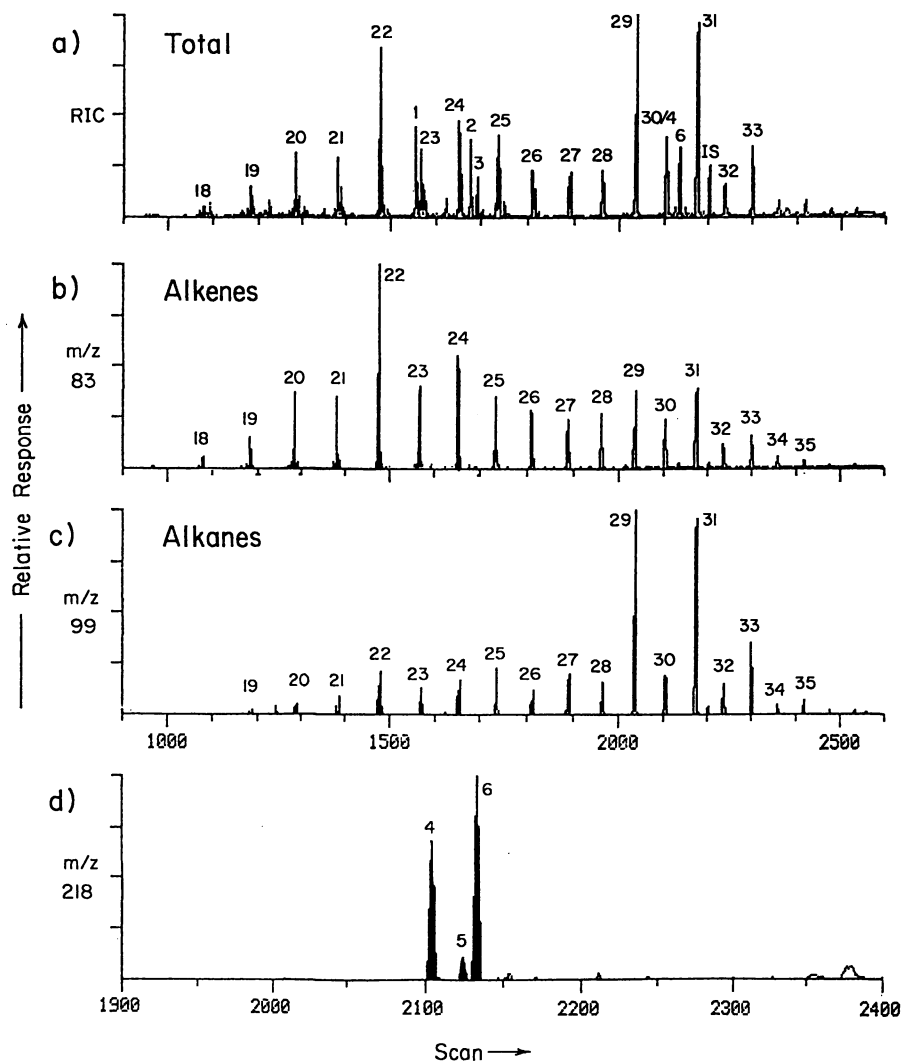 a) Total
RIC
18 19 20 21 22 1 23 24 2 3 25 26 27 28 29 30/4 6 31 IS 32 33
b) Alkenes
m/z
83
18 19 20 21 22 23 24 25 26 27 28 29 30 31 32 33 34 35
c) Alkanes
m/z
99
19 20 21 22 23 24 25 26 27 28 29 30 31 32 33 34 35
1000 1500 2000 2500
Relative Response
d)
m/z
218
4 5 6
1900 2000 2100 2200 2300 2400
Scan